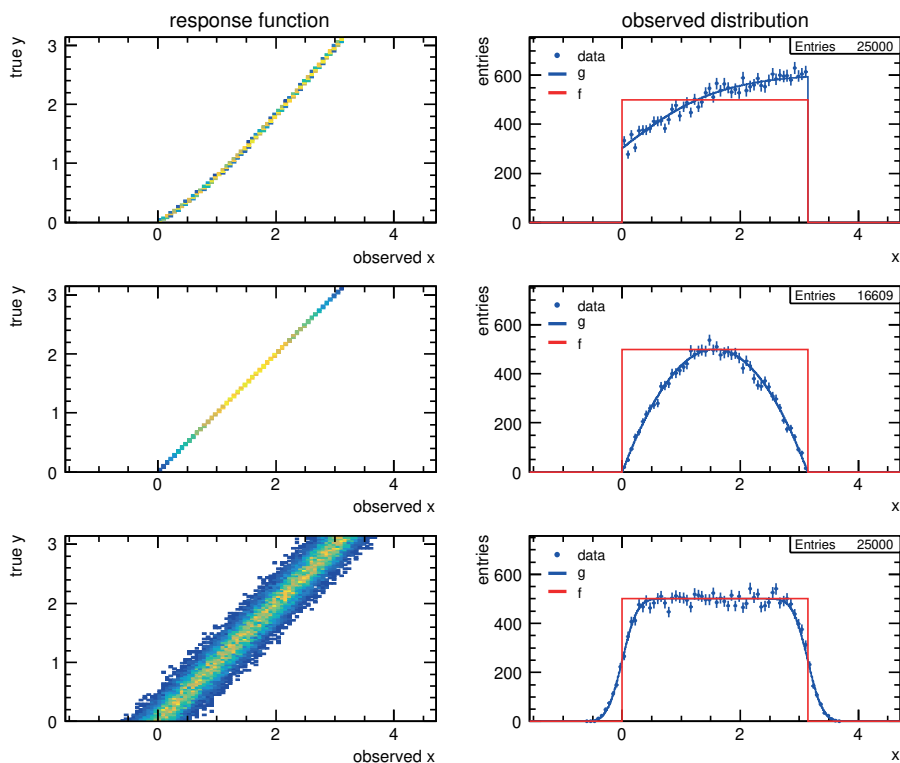 response function
true y
3
2
1
0
0 2 4
observed x
observed distribution
entries
Entries 25000
data
g
f
600
400
200
0
0 2 4
x
true y
3
2
1
0
0 2 4
observed x
entries
Entries 16609
data
g
f
600
400
200
0
0 2 4
x
true y
3
2
1
0
0 2 4
observed x
entries
Entries 25000
data
g
f
600
400
200
0
0 2 4
x